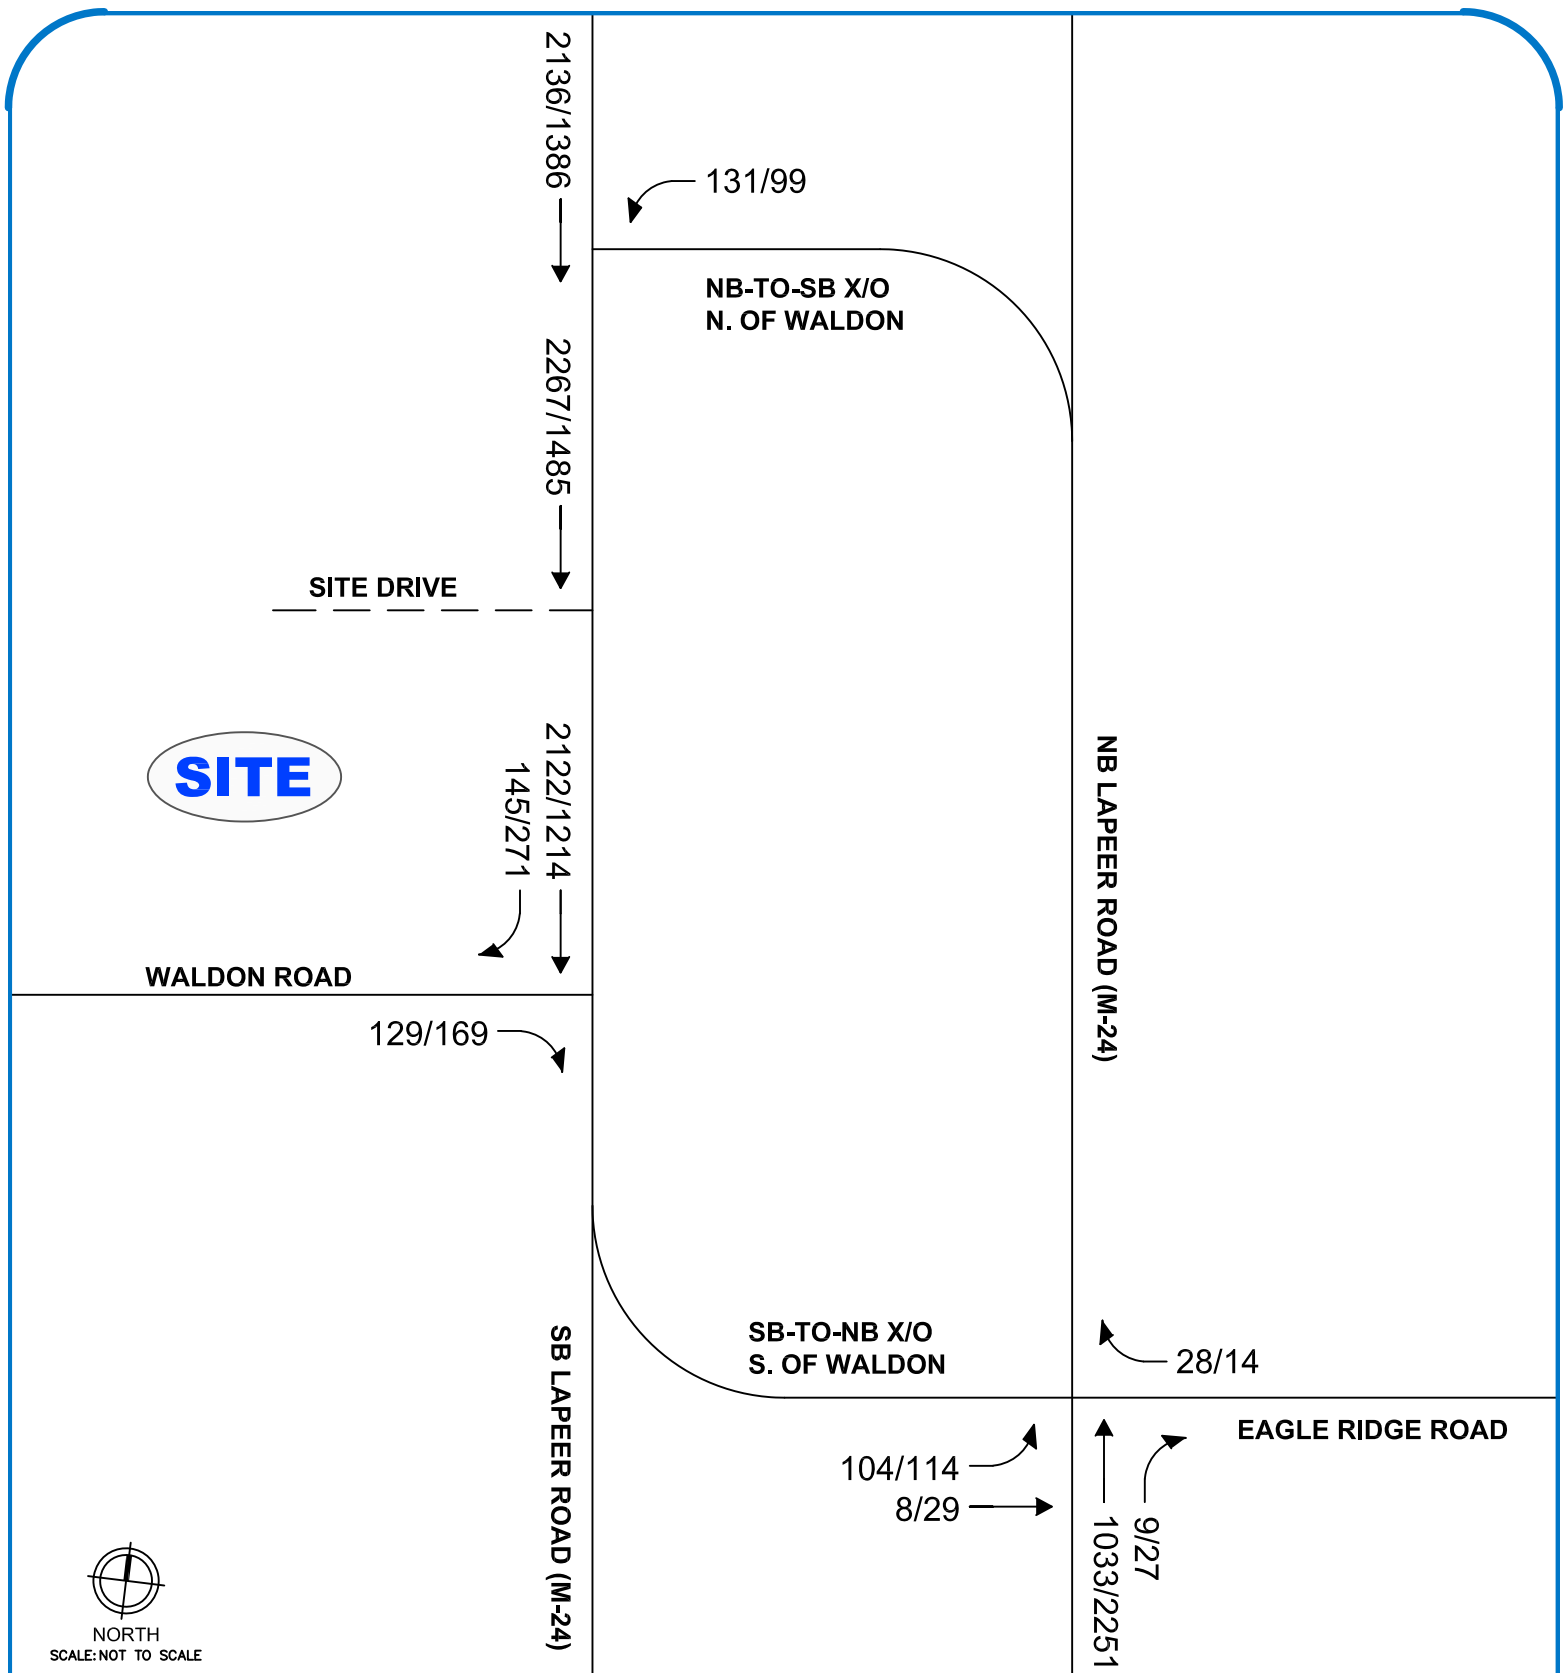 2136/1386
131/99
NB-TO-SB X/O
N. OF WALDON
2267/1485
SITE DRIVE
SITE
2122/1214
145/271
NB LAPEER ROAD (M-24)
WALDON ROAD
129/169
SB-TO-NB X/O
S. OF WALDON
SB LAPEER ROAD (M-24)
28/14
EAGLE RIDGE ROAD
104/114
8/29
9/27
1033/2251
NORTH
SCALE: NOT TO SCALE